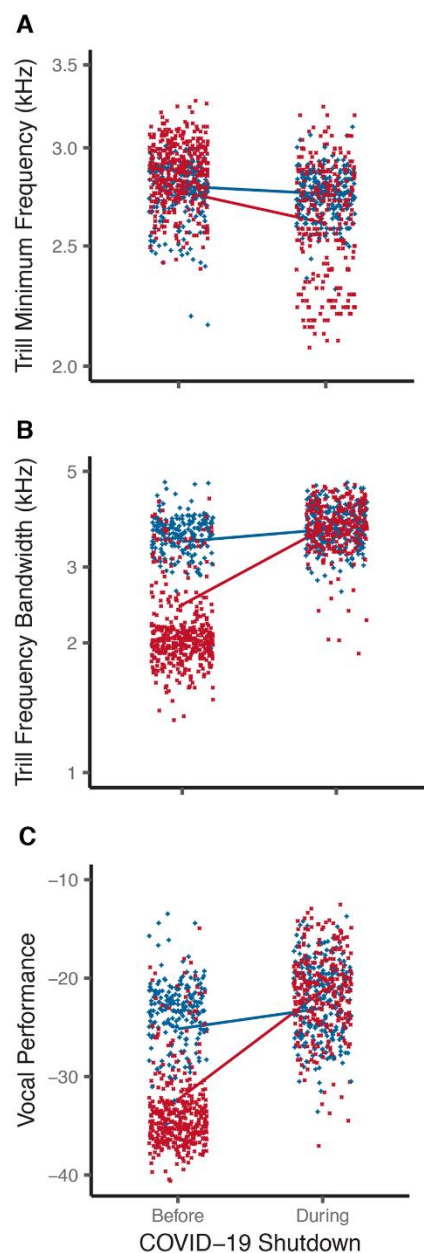 A
Trill Minimum Frequency (kHz)
3.5
3.0
2.5
2.0
B
Trill Frequency Bandwidth (kHz)
5
3
2
1
C
Vocal Performance
−10
−20
−30
−40
Before During
COVID−19 Shutdown